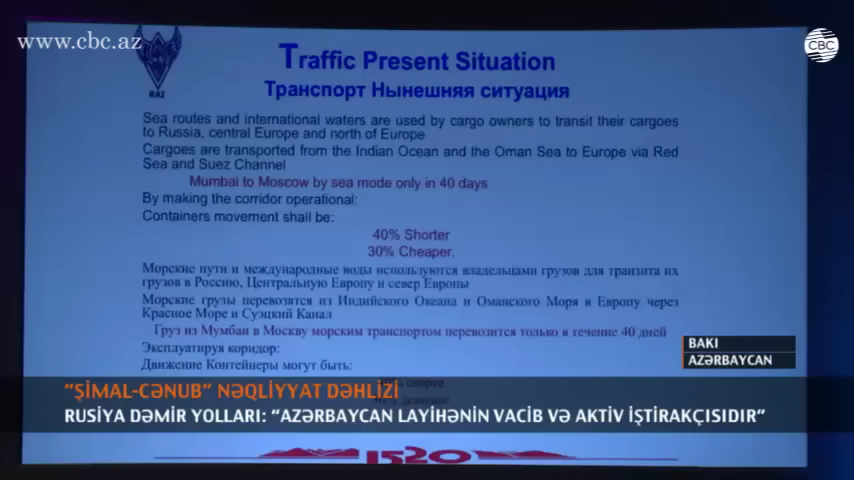 www.cbc.az
CBC
RAI
Traffic Present Situation
Транспорт Нынешняя ситуация
Sea routes and international waters are used by cargo owners to transit their cargoes
to Russia, central Europe and north of Europe
Cargoes are transported from the Indian Ocean and the Oman Sea to Europe via Red
Sea and Suez Channel
Mumbai to Moscow by sea mode only in 40 days
By making the corridor operational:
Containers movement shall be:
40% Shorter
30% Cheaper.
Морские пути и международные воды используются владельцами грузов для транзита их
грузов в Россию, Центральную Европу и север Европы
Морские грузы перевозятся из Индийского Океана и Оманского Моря в Европу через
Красное Море и Суэцкий Канал
Груз из Мумбаи в Москву морским транспортом перевозится только в течение 40 дней
Эксплуатируя коридор:
Движение Контейнеры могут быть:
BAKI
AZƏRBAYCAN
"ŞİMAL-CƏNUB" NƏQLİYYAT DƏHLİZİ
RUSİYA DƏMİR YOLLARI: "AZƏRBAYCAN LAYİHƏNİN VACİB VƏ AKTİV İŞTİRAKÇISIDIR"
1520